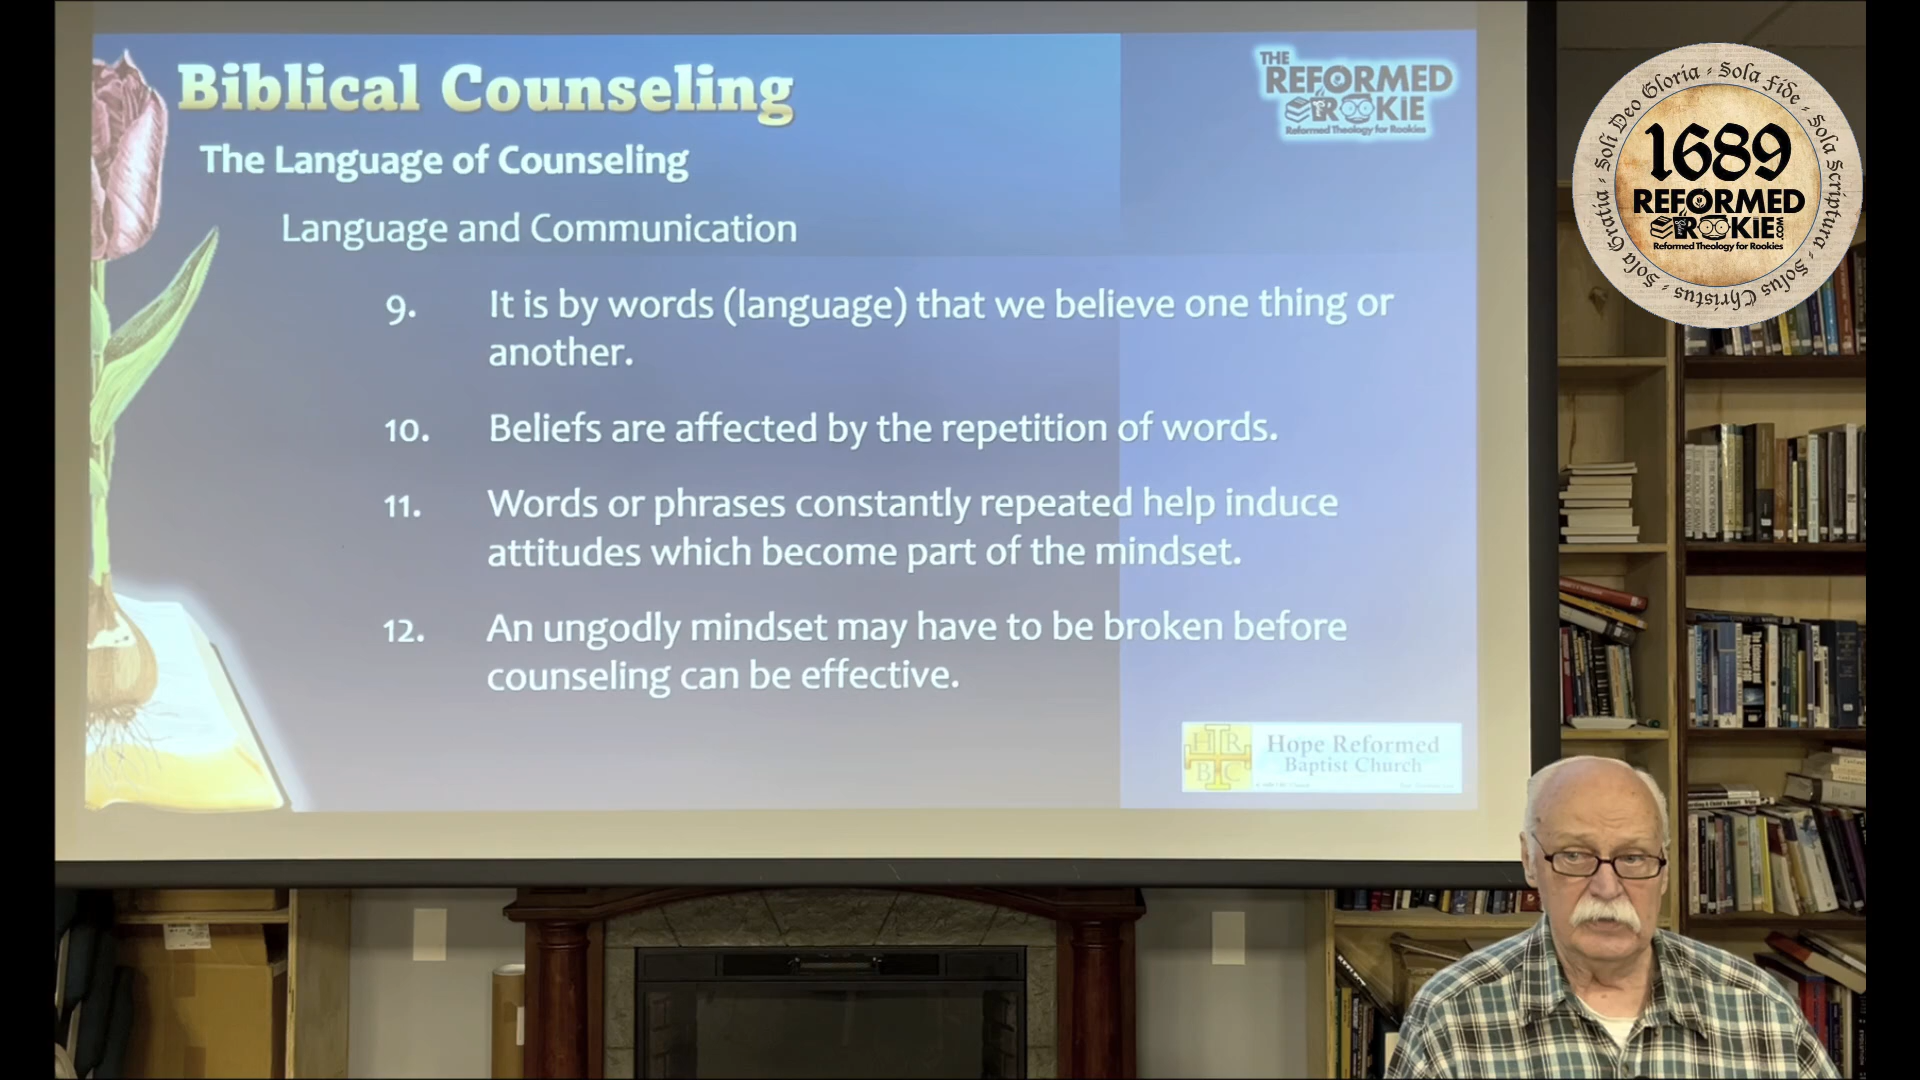 Biblical Counseling
The Language of Counseling
Language and Communication
9. It is by words (language) that we believe one thing or
another.
10. Beliefs are affected by the repetition of words.
11. Words or phrases constantly repeated help induce
attitudes which become part of the mindset.
12. An ungodly mindset may have to be broken before
counseling can be effective.
THE
REFORMED
ROOKIE
Reformed Theology for Rookies
HR
BC
Hope Reformed
Baptist Church
Soli Deo Gloria - Sola Fide - Sola Scriptura - Solus Christus - Sola Gratia -
1689
REFORMED
ROOKIE.COM
Reformed Theology for Rookies